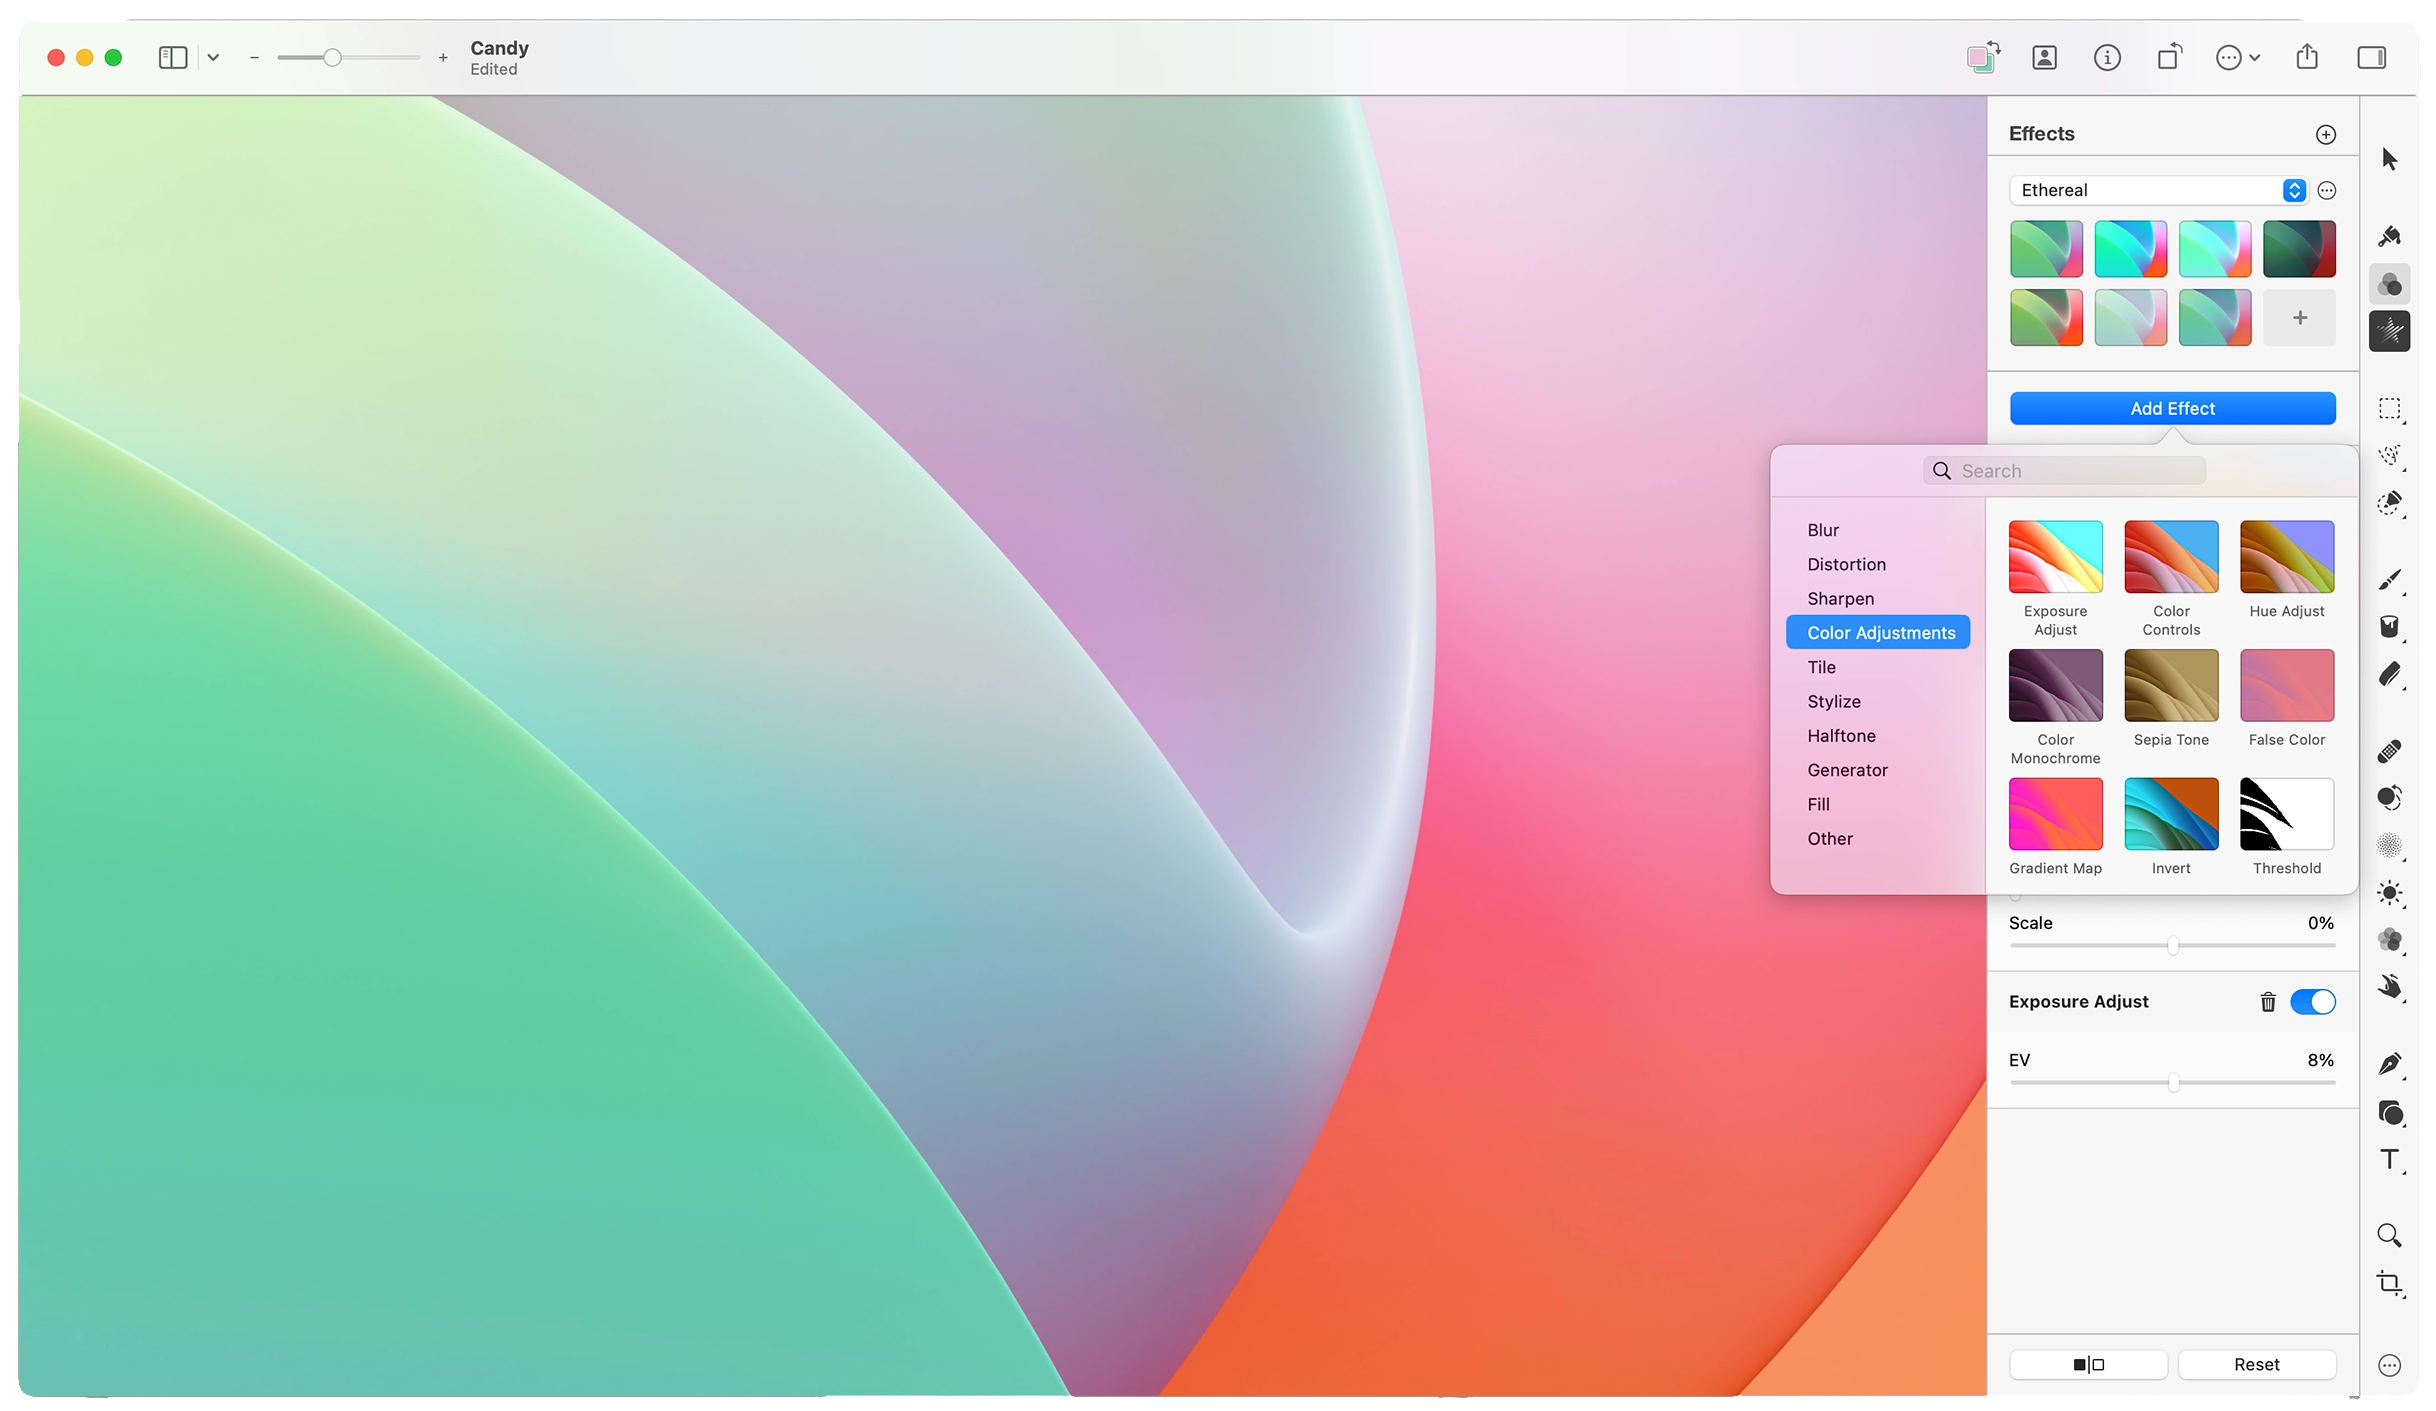 Candy
Edited
Effects
Ethereal
Add Effect
Search
Blur
Distortion
Sharpen
Color Adjustments
Tile
Stylize
Halftone
Generator
Fill
Other
Exposure
Adjust
Color
Controls
Hue Adjust
Color
Monochrome
Sepia Tone
False Color
Gradient Map
Invert
Threshold
Scale 0%
Exposure Adjust
EV 8%
Reset